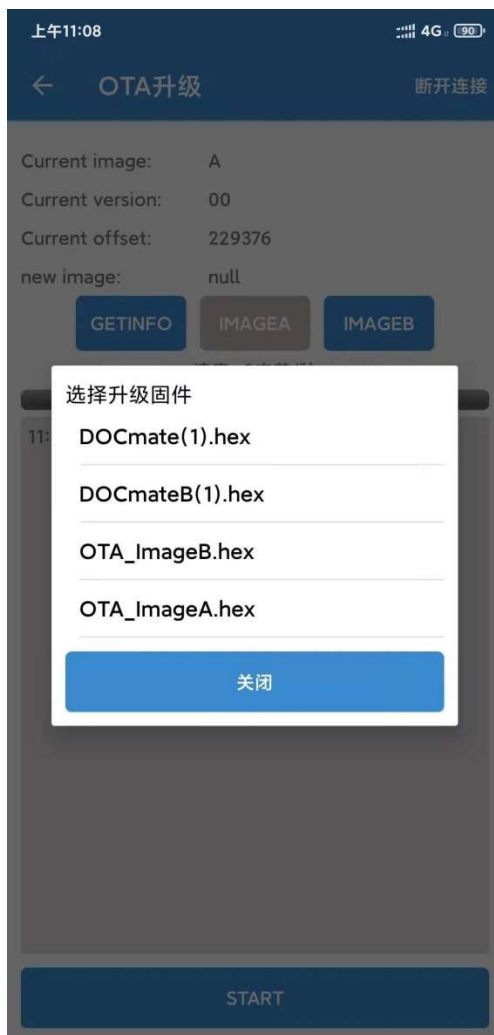 上午11:08 4G 90
OTA升级 断开连接
Current image: A
Current version: 00
Current offset: 229376
new image: null
GETINFO IMAGEA IMAGEB
选择升级固件
11:
DOCmate(1).hex
DOCmateB(1).hex
OTA_ImageB.hex
OTA_ImageA.hex
关闭
START